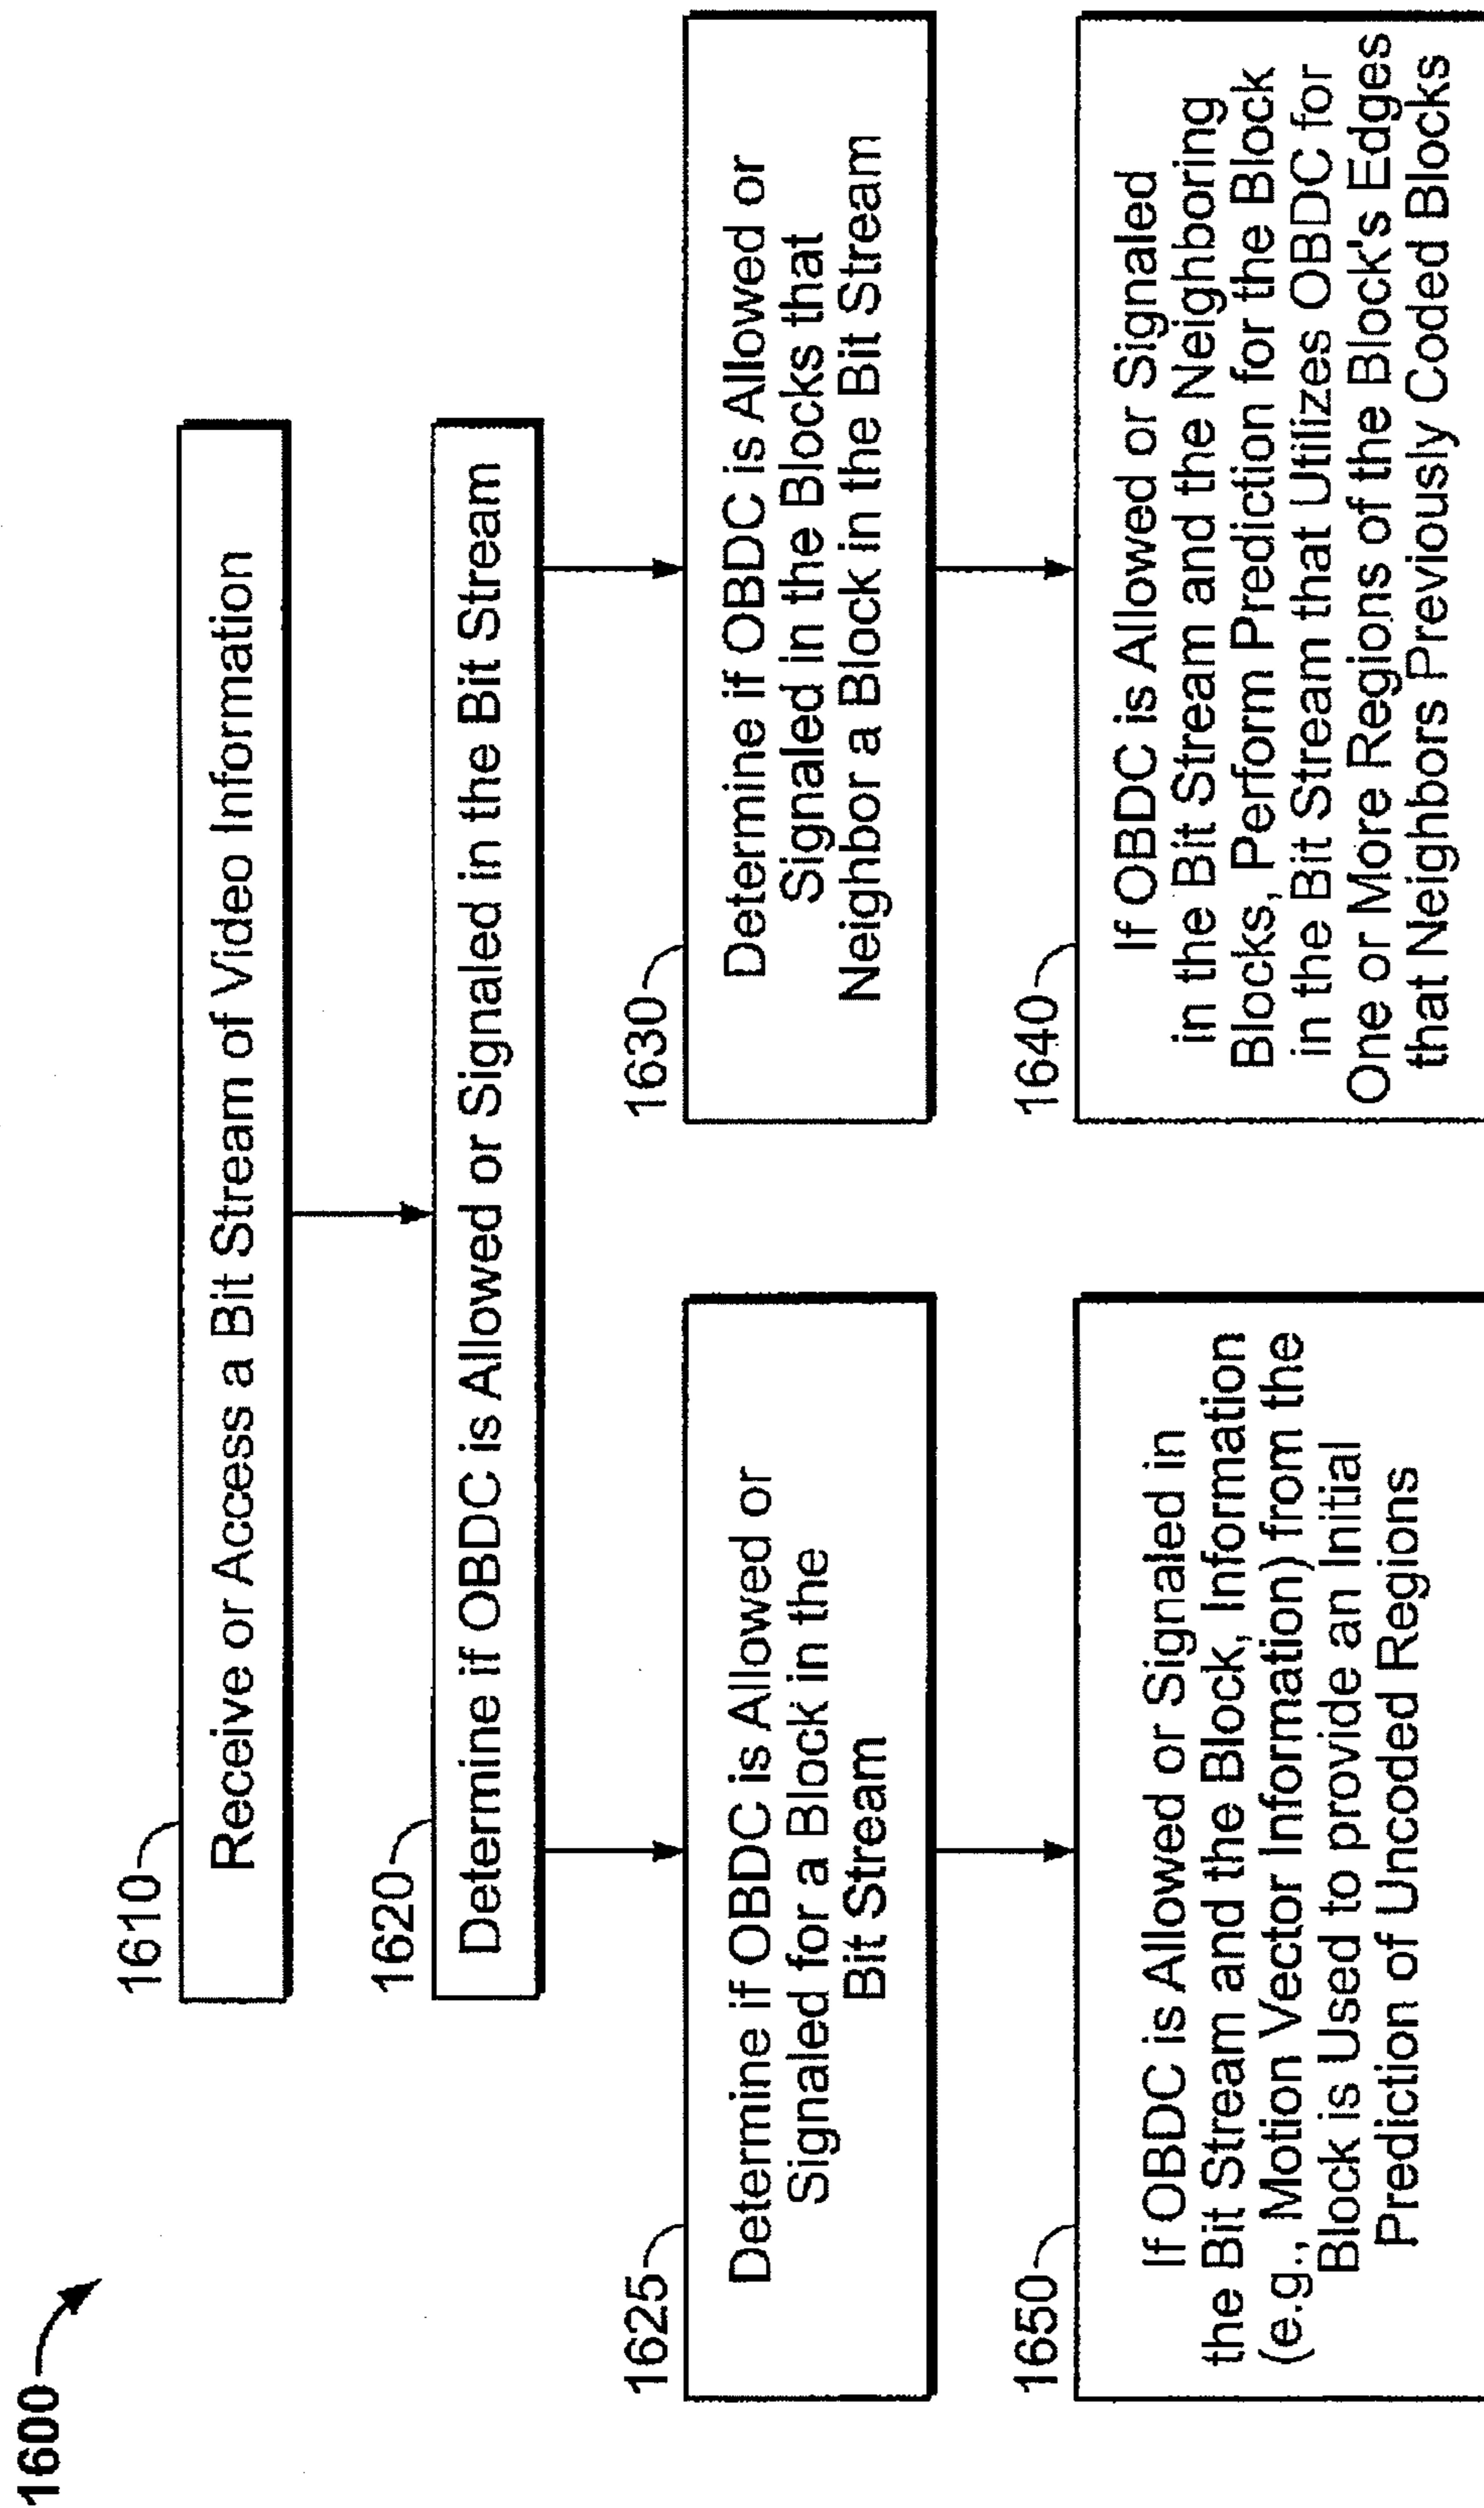 1600
1610
Receive or Access a Bit Stream of Video Information
1620
Determine if OBDC is Allowed or Signaled in the Bit Stream
1625
Determine if OBDC is Allowed or
Signaled for a Block in the
Bit Stream
1630
Determine if OBDC is Allowed or
Signaled in the Blocks that
Neighbor a Block in the Bit Stream
1650
If OBDC is Allowed or Signaled in
the Bit Stream and the Block, Information
(e.g., Motion Vector Information) from the
Block is Used to provide an Initial
Prediction of Uncoded Regions
1640
If OBDC is Allowed or Signaled
in the Bit Stream and the Neighboring
Blocks, Perform Prediction for the Block
in the Bit Stream that Utilizes OBDC for
One or More Regions of the Block's Edges
that Neighbors Previously Coded Blocks